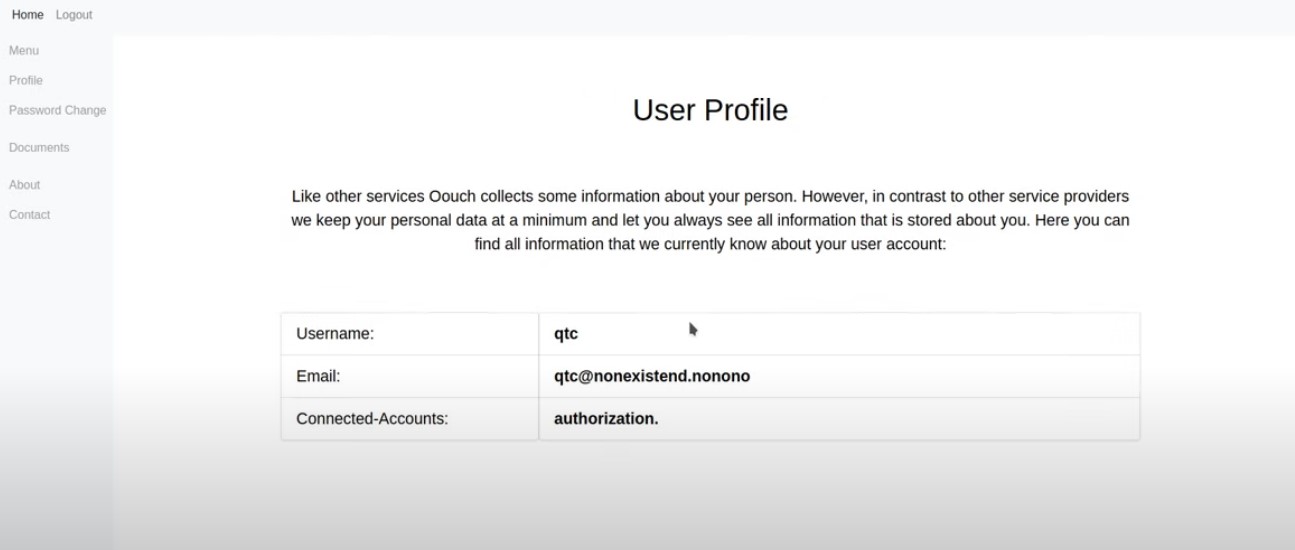 Home Logout
Menu
Profile
Password Change
Documents
About
Contact
User Profile
Like other services Oouch collects some information about your person. However, in contrast to other service providers
we keep your personal data at a minimum and let you always see all information that is stored about you. Here you can
find all information that we currently know about your user account:
Username: qtc
Email: qtc@nonexistend.nonono
Connected-Accounts: authorization.